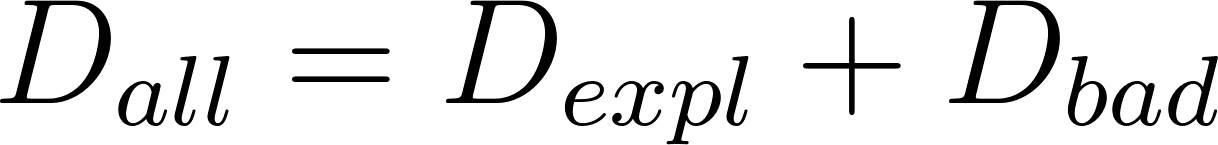 D_{all} = D_{expl} + D_{bad}